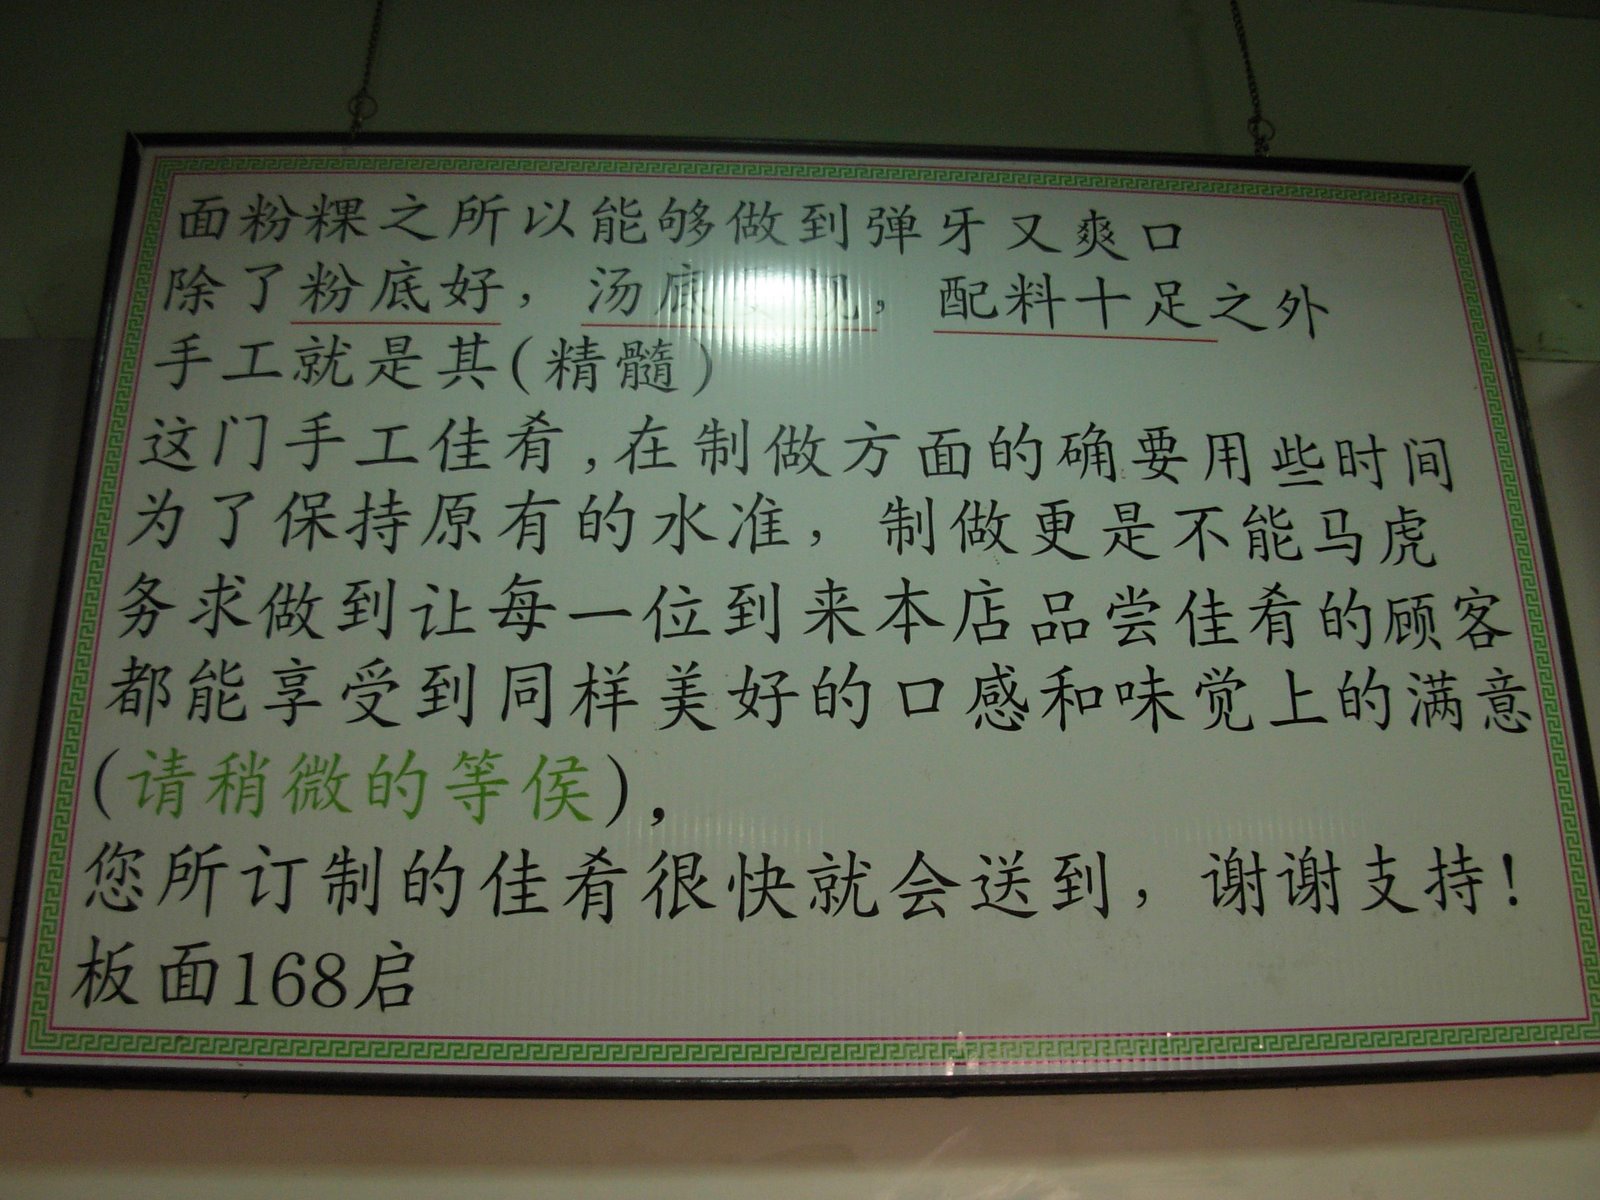 面粉粿之所以能够做到弹牙又爽口
除了粉底好，汤底，配料十足之外
手工就是其(精髓)
这门手工佳肴,在制做方面的确要用些时间
为了保持原有的水准，制做更是不能马虎
务求做到让每一位到来本店品尝佳肴的顾客
都能享受到同样美好的口感和味觉上的满意
(请稍微的等侯)，
您所订制的佳肴很快就会送到，谢谢支持!
板面168启